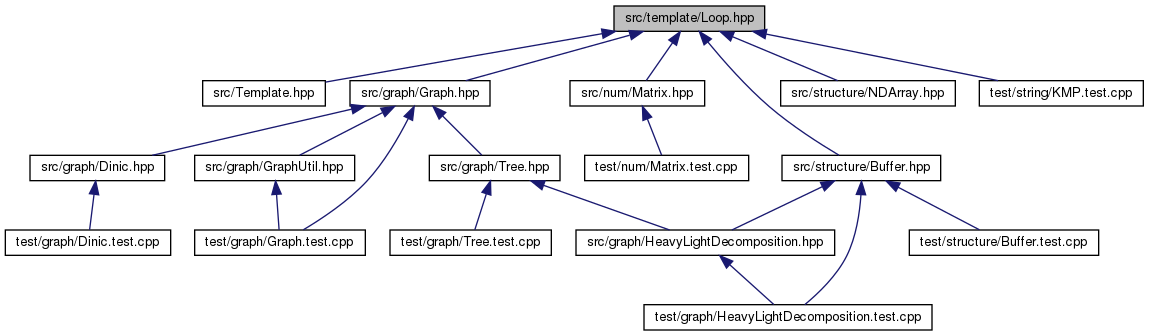 src/template/Loop.hpp
src/Template.hpp
src/graph/Graph.hpp
src/num/Matrix.hpp
src/structure/NDArray.hpp
test/string/KMP.test.cpp
src/graph/Dinic.hpp
src/graph/GraphUtil.hpp
src/graph/Tree.hpp
test/num/Matrix.test.cpp
src/structure/Buffer.hpp
test/graph/Dinic.test.cpp
test/graph/Graph.test.cpp
test/graph/Tree.test.cpp
src/graph/HeavyLightDecomposition.hpp
test/structure/Buffer.test.cpp
test/graph/HeavyLightDecomposition.test.cpp